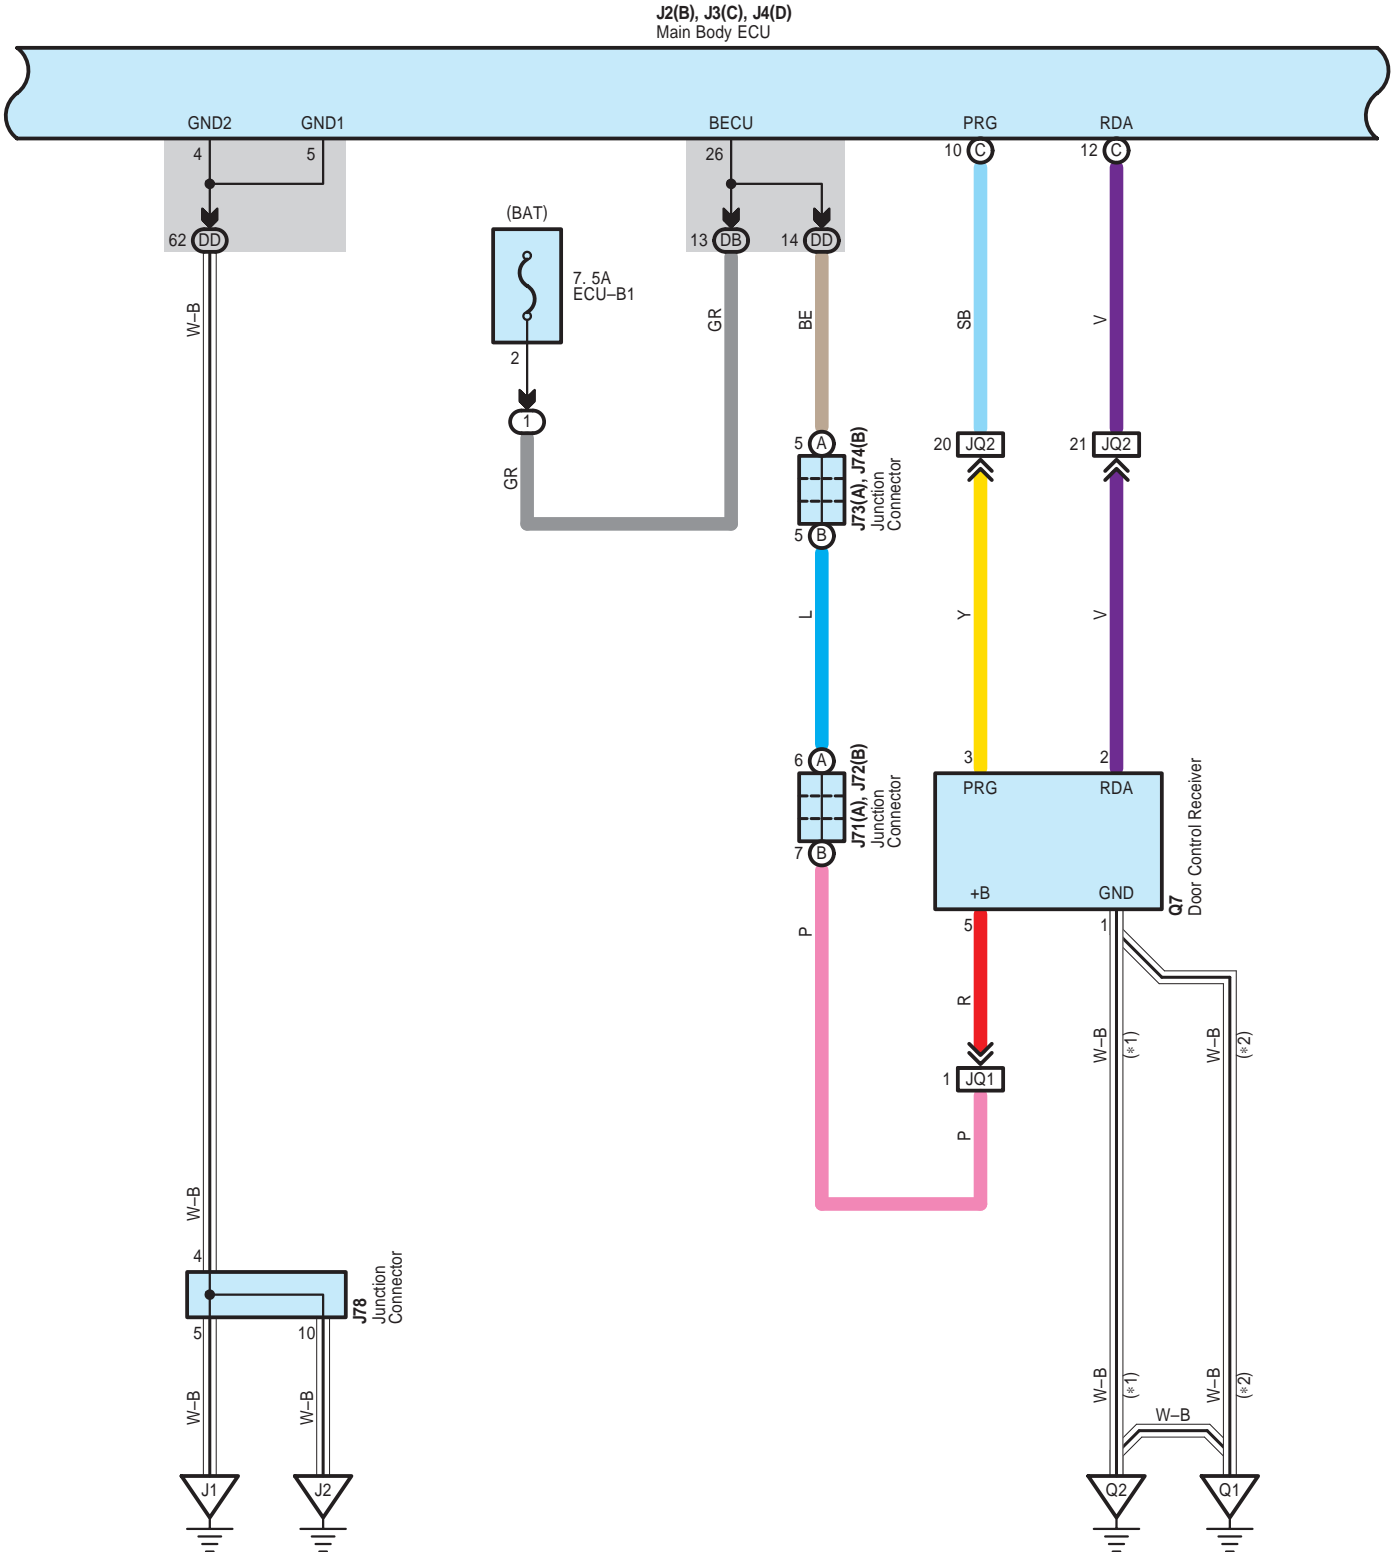 J2(B), J3(C), J4(D)
Main Body ECU
GND2
GND1
BECU
PRG
RDA
4
5
26
10 C
12 C
62 DD
(BAT)
13 DB
14 DD
7. 5A
ECU–B1
W–B
GR
BE
SB
V
2
1
GR
5 A
J73(A), J74(B)
Junction
Connector
5 B
20 JQ2
21 JQ2
L
Y
V
6 A
J71(A), J72(B)
Junction
Connector
7 B
3
2
PRG
RDA
+B
GND
Q7
Door Control Receiver
P
5
1
R
W–B
(*1)
W–B
(*2)
1 JQ1
P
W–B
4
J78
Junction
Connector
5
10
W–B
W–B
W–B
(*1)
W–B
(*2)
W–B
J1
J2
Q2
Q1